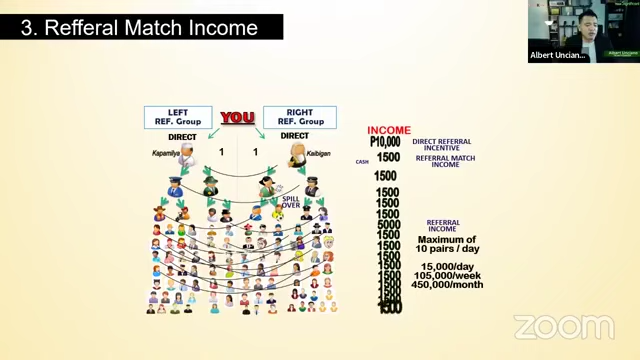 3. Refferal Match Income
Albert Uncian...
LEFT
REF. Group
YOU
RIGHT
REF. Group
DIRECT
DIRECT
Kapamilya
1
1
Kaibigan
SPILL
OVER
INCOME
P10,000
DIRECT REFERRAL
INCENTIVE
CASH
1500
REFERRAL MATCH
INCOME
1500
1500
1500
1500
5000
REFERRAL
INCOME
1500
Maximum of
10 pairs / day
1500
1500
1500
15,000/day
1500
105,000/week
1500
450,000/month
1500
1500
zoom